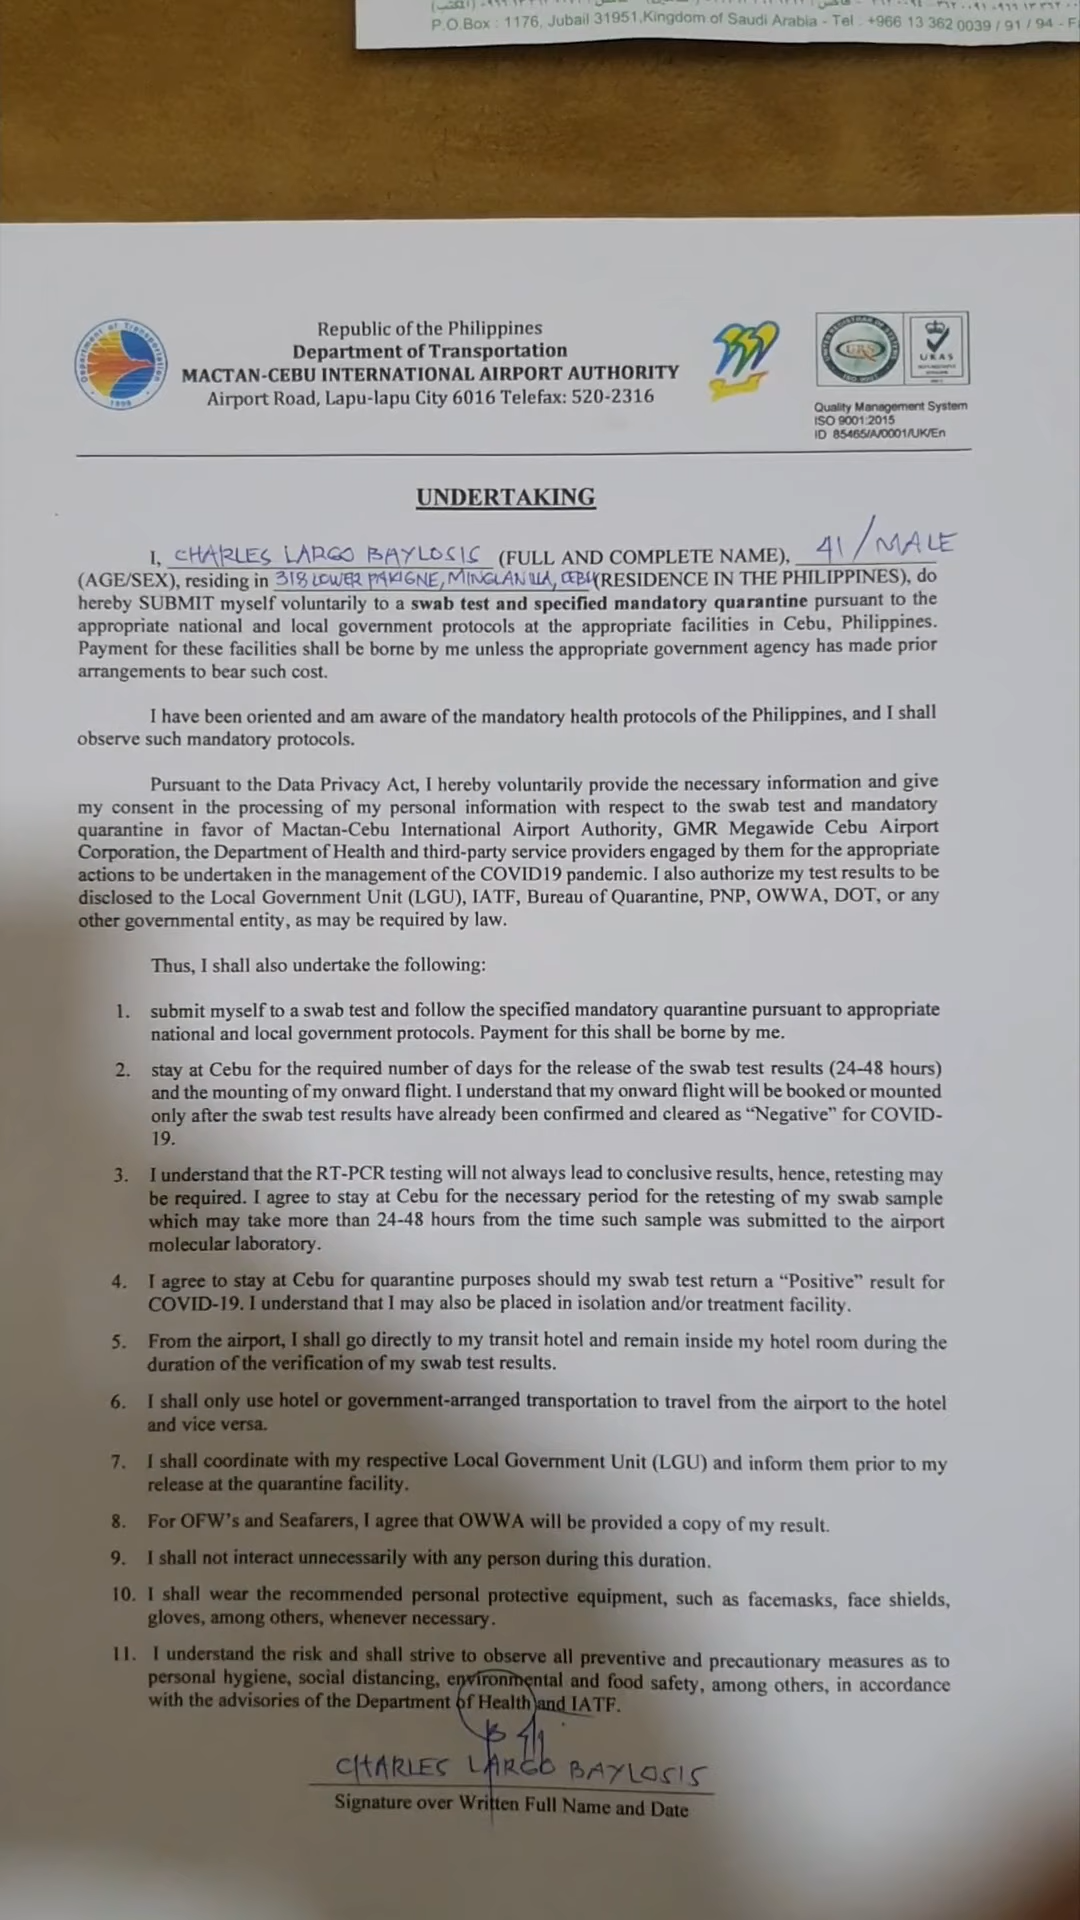 P.O.Box : 1176, Jubail 31951,Kingdom of Saudi Arabia - Tel : +966 13 362 0039 / 91 / 94 - F
Republic of the Philippines
Department of Transportation
MACTAN-CEBU INTERNATIONAL AIRPORT AUTHORITY
Airport Road, Lapu-lapu City 6016 Telefax: 520-2316
Department of Transportation
1898
URS
ISO 9001
UKAS
Quality Management System
ISO 9001:2015
ID 85465/A/0001/UK/En
UNDERTAKING
I, CHARLES LARGO BAYLOSIS (FULL AND COMPLETE NAME), 41/MALE
(AGE/SEX), residing in 318 LOWER PAKIGNE, MINGLANILLA, CEBU (RESIDENCE IN THE PHILIPPINES), do
hereby SUBMIT myself voluntarily to a swab test and specified mandatory quarantine pursuant to the
appropriate national and local government protocols at the appropriate facilities in Cebu, Philippines.
Payment for these facilities shall be borne by me unless the appropriate government agency has made prior
arrangements to bear such cost.
I have been oriented and am aware of the mandatory health protocols of the Philippines, and I shall
observe such mandatory protocols.
Pursuant to the Data Privacy Act, I hereby voluntarily provide the necessary information and give
my consent in the processing of my personal information with respect to the swab test and mandatory
quarantine in favor of Mactan-Cebu International Airport Authority, GMR Megawide Cebu Airport
Corporation, the Department of Health and third-party service providers engaged by them for the appropriate
actions to be undertaken in the management of the COVID19 pandemic. I also authorize my test results to be
disclosed to the Local Government Unit (LGU), IATF, Bureau of Quarantine, PNP, OWWA, DOT, or any
other governmental entity, as may be required by law.
Thus, I shall also undertake the following:
1. submit myself to a swab test and follow the specified mandatory quarantine pursuant to appropriate
national and local government protocols. Payment for this shall be borne by me.
2. stay at Cebu for the required number of days for the release of the swab test results (24-48 hours)
and the mounting of my onward flight. I understand that my onward flight will be booked or mounted
only after the swab test results have already been confirmed and cleared as “Negative” for COVID-
19.
3. I understand that the RT-PCR testing will not always lead to conclusive results, hence, retesting may
be required. I agree to stay at Cebu for the necessary period for the retesting of my swab sample
which may take more than 24-48 hours from the time such sample was submitted to the airport
molecular laboratory.
4. I agree to stay at Cebu for quarantine purposes should my swab test return a “Positive” result for
COVID-19. I understand that I may also be placed in isolation and/or treatment facility.
5. From the airport, I shall go directly to my transit hotel and remain inside my hotel room during the
duration of the verification of my swab test results.
6. I shall only use hotel or government-arranged transportation to travel from the airport to the hotel
and vice versa.
7. I shall coordinate with my respective Local Government Unit (LGU) and inform them prior to my
release at the quarantine facility.
8. For OFW's and Seafarers, I agree that OWWA will be provided a copy of my result.
9. I shall not interact unnecessarily with any person during this duration.
10. I shall wear the recommended personal protective equipment, such as facemasks, face shields,
gloves, among others, whenever necessary.
11. I understand the risk and shall strive to observe all preventive and precautionary measures as to
personal hygiene, social distancing, environmental and food safety, among others, in accordance
with the advisories of the Department of Health and IATF.
CHARLES LARGO BAYLOSIS
Signature over Written Full Name and Date